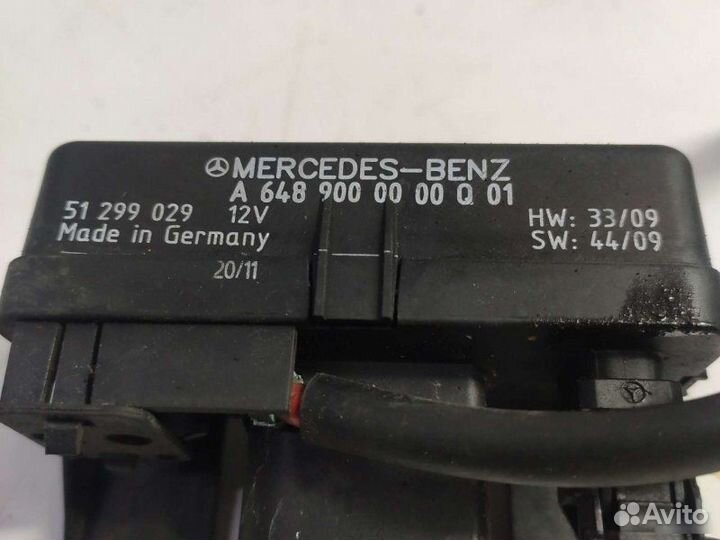 MERCEDES-BENZ
A 648 900 00 00 Q 01
51 299 029 12V
HW: 33/09
Made in Germany
SW: 44/09
20/11
Avito